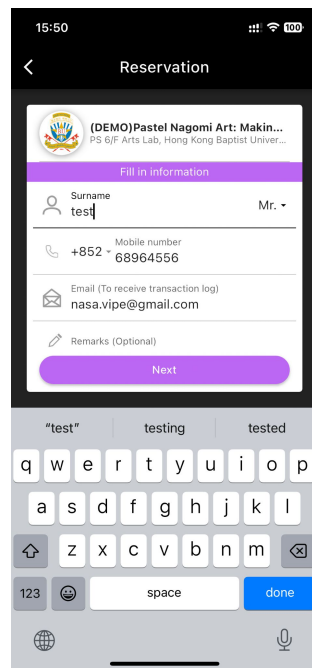 15:50
100
Reservation
(DEMO)Pastel Nagomi Art: Makin...
PS 6/F Arts Lab, Hong Kong Baptist Univer...
Fill in information
Surname
test
Mr.
Mobile number
+852
68964556
Email (To receive transaction log)
nasa.vipe@gmail.com
Remarks (Optional)
Next
“test” testing tested
q w e r t y u i o p
a s d f g h j k l
z x c v b n m
123 space done